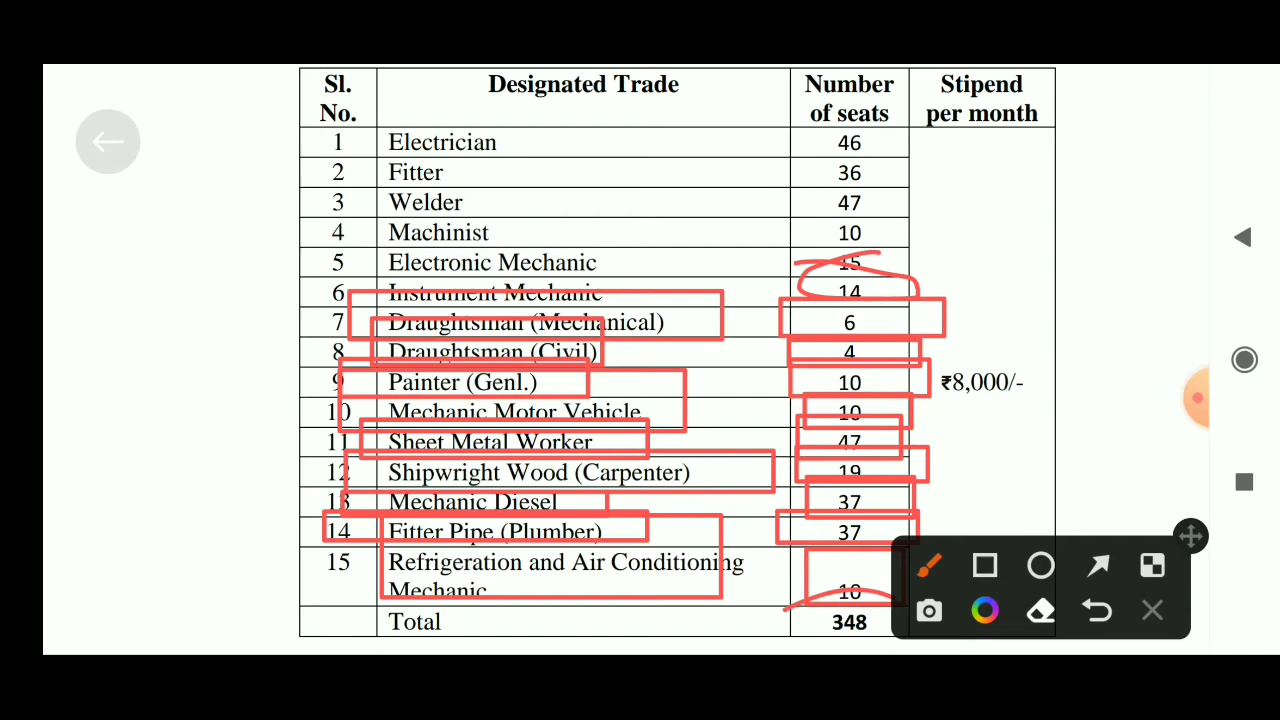 Sl. No. Designated Trade Number of seats Stipend per month
1 Electrician 46
2 Fitter 36
3 Welder 47
4 Machinist 10
5 Electronic Mechanic 15
6 Instrument Mechanic 14
7 Draughtsman (Mechanical) 6
8 Draughtsman (Civil) 4
9 Painter (Genl.) 10 ₹8,000/-
10 Mechanic Motor Vehicle 10
11 Sheet Metal Worker 47
12 Shipwright Wood (Carpenter) 19
13 Mechanic Diesel 37
14 Fitter Pipe (Plumber) 37
15 Refrigeration and Air Conditioning
Mechanic 10
Total 348